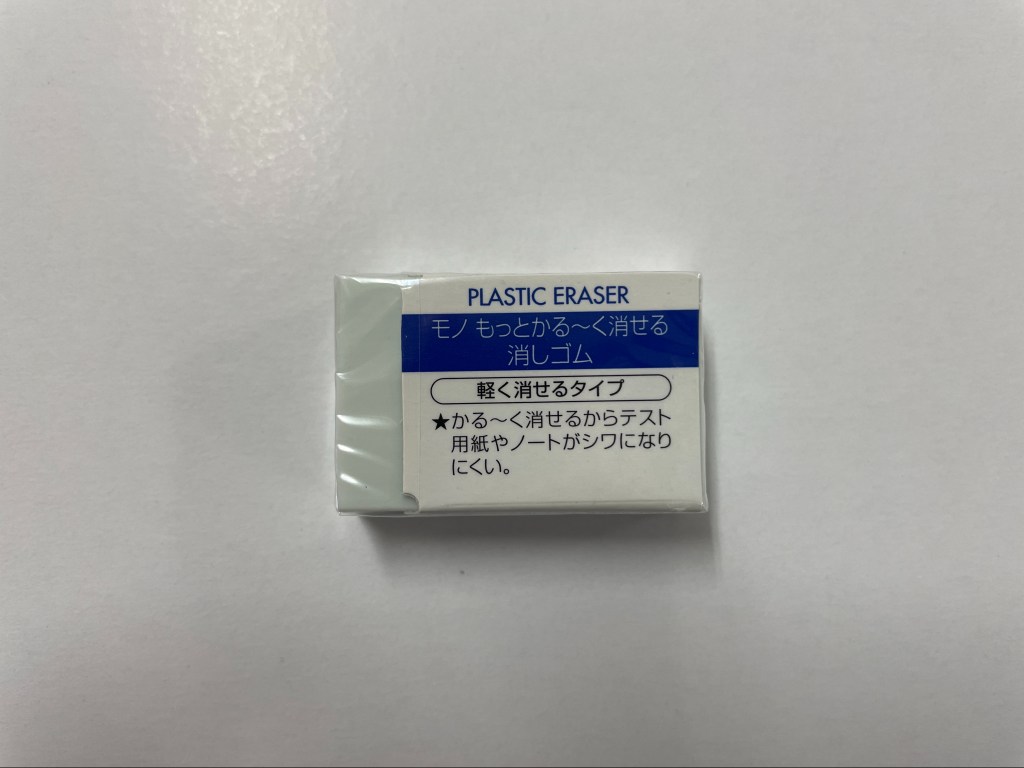 PLASTIC ERASER
モノ もっとかる〜く消せる
消しゴム
軽く消せるタイプ
★かる〜く消せるからテスト
用紙やノートがシワになり
にくい。